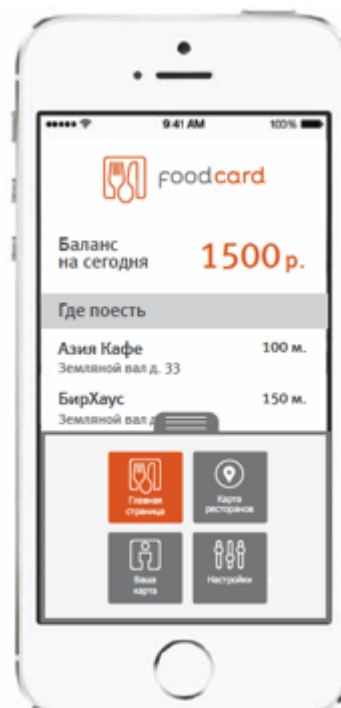 9:41 AM
100%
foodcard
Баланс
на сегодня
1500 р.
Где поесть
Азия Кафе
100 м.
Земляной вал д. 33
БирХаус
150 м.
Земляной вал д
Главная
страница
Карта
ресторанов
Ваша
карта
Настройки